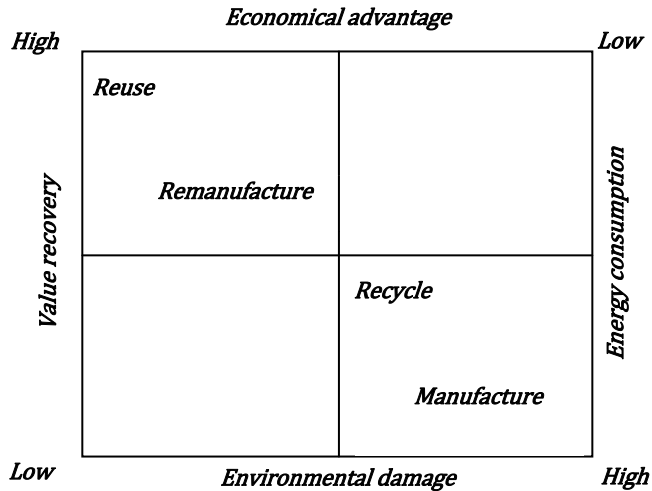 Economical advantage
High
Low
Reuse
Remanufacture
Value recovery
Energy consumption
Recycle
Manufacture
Low
Environmental damage
High